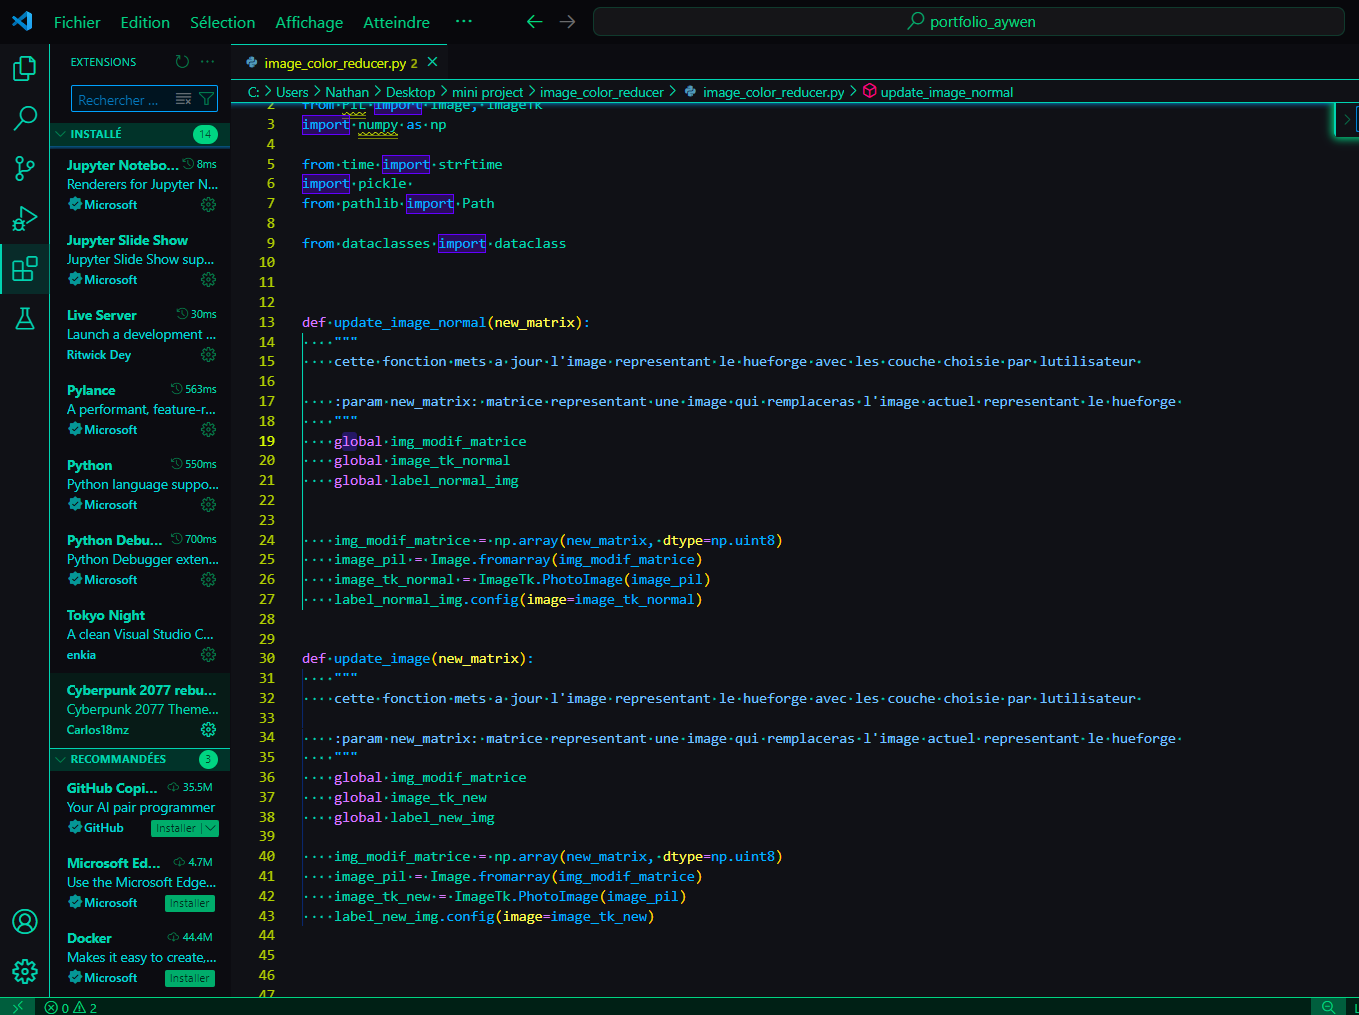 Fichier Edition Sélection Affichage Atteindre ··· portfolio_aywen
EXTENSIONS
Rechercher ...
INSTALLÉ 14
Jupyter Notebo... 8ms
Renderers for Jupyter N...
Microsoft
Jupyter Slide Show
Jupyter Slide Show sup...
Microsoft
Live Server 30ms
Launch a development ...
Ritwick Dey
Pylance 563ms
A performant, feature-r...
Microsoft
Python 550ms
Python language suppo...
Microsoft
Python Debu... 700ms
Python Debugger exten...
Microsoft
Tokyo Night
A clean Visual Studio C...
enkia
Cyberpunk 2077 rebu...
Cyberpunk 2077 Theme...
Carlos18mz
RECOMMANDÉES 3
GitHub Copi... 35.5M
Your AI pair programmer
GitHub Installer
Microsoft Ed... 4.7M
Use the Microsoft Edge...
Microsoft Installer
Docker 44.4M
Makes it easy to create,...
Microsoft Installer
image_color_reducer.py 2
C: > Users > Nathan > Desktop > mini project > image_color_reducer > image_color_reducer.py > update_image_normal
2 from PIL import Image, ImageTk
3 import numpy as np
4
5 from time import strftime
6 import pickle
7 from pathlib import Path
8
9 from dataclasses import dataclass
10
11
12
13 def update_image_normal(new_matrix):
14     """
15     cette fonction mets a jour l'image representant le hueforge avec les couche choisie par lutilisateur
16
17     :param new_matrix: matrice representant une image qui remplaceras l'image actuel representant le hueforge
18     """
19     global img_modif_matrice
20     global image_tk_normal
21     global label_normal_img
22
23
24     img_modif_matrice = np.array(new_matrix, dtype=np.uint8)
25     image_pil = Image.fromarray(img_modif_matrice)
26     image_tk_normal = ImageTk.PhotoImage(image_pil)
27     label_normal_img.config(image=image_tk_normal)
28
29
30 def update_image(new_matrix):
31     """
32     cette fonction mets a jour l'image representant le hueforge avec les couche choisie par lutilisateur
33
34     :param new_matrix: matrice representant une image qui remplaceras l'image actuel representant le hueforge
35     """
36     global img_modif_matrice
37     global image_tk_new
38     global label_new_img
39
40     img_modif_matrice = np.array(new_matrix, dtype=np.uint8)
41     image_pil = Image.fromarray(img_modif_matrice)
42     image_tk_new = ImageTk.PhotoImage(image_pil)
43     label_new_img.config(image=image_tk_new)
44
45
46
47
0 2